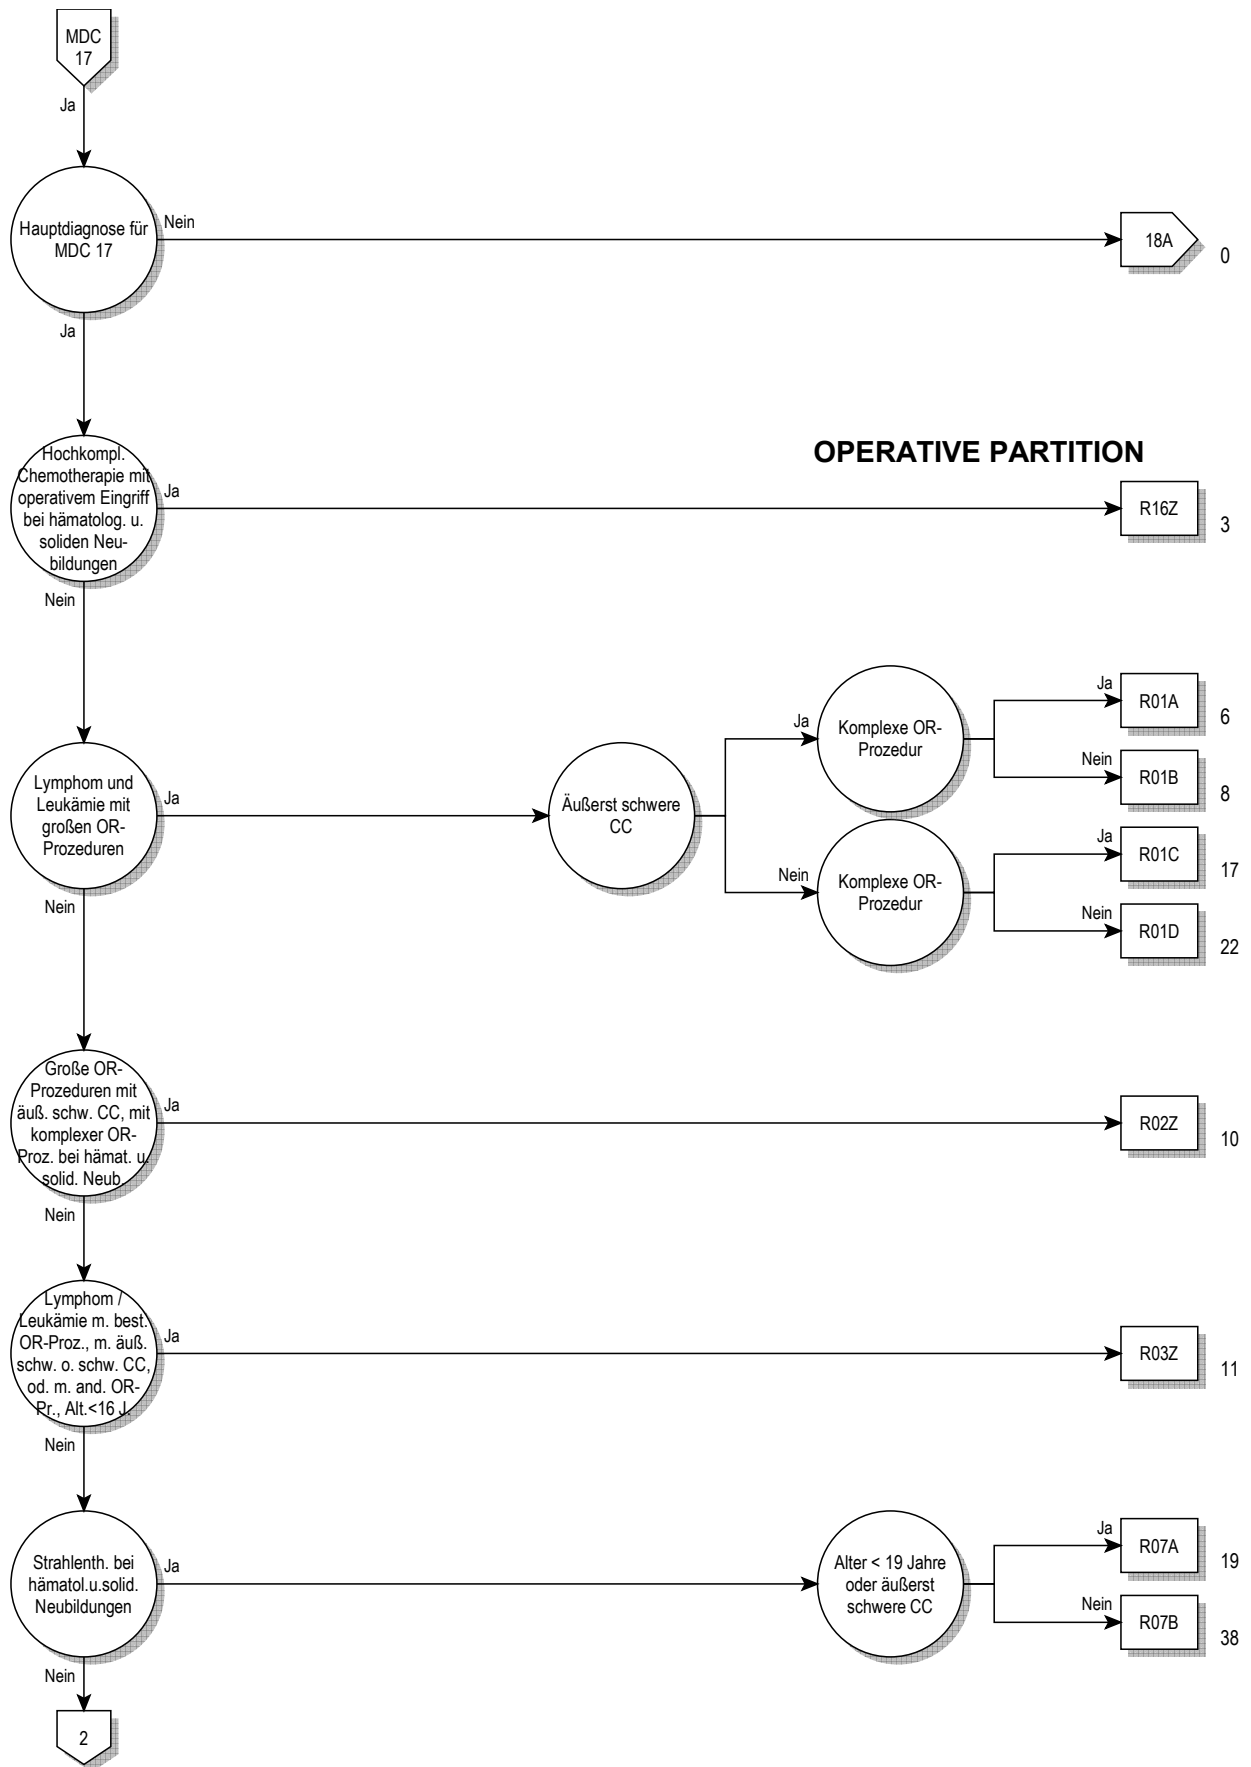 MDC
17
Ja
Hauptdiagnose für
MDC 17
Nein
18A
0
Ja
OPERATIVE PARTITION
Hochkompl.
Chemotherapie mit
operativem Eingriff
bei hämatolog. u.
soliden Neu-
bildungen
Ja
R16Z
3
Nein
Lymphom und
Leukämie mit
großen OR-
Prozeduren
Ja
Äußerst schwere
CC
Ja
Komplexe OR-
Prozedur
Ja
R01A
6
Nein
R01B
8
Nein
Komplexe OR-
Prozedur
Ja
R01C
17
Nein
R01D
22
Nein
Große OR-
Prozeduren mit
äuß. schw. CC, mit
komplexer OR-
Proz. bei hämat. u.
solid. Neub.
Ja
R02Z
10
Nein
Lymphom /
Leukämie m. best.
OR-Proz., m. äuß.
schw. o. schw. CC,
od. m. and. OR-
Pr., Alt.<16 J.
Ja
R03Z
11
Nein
Strahlenth. bei
hämatol.u.solid.
Neubildungen
Ja
Alter < 19 Jahre
oder äußerst
schwere CC
Ja
R07A
19
Nein
R07B
38
Nein
2